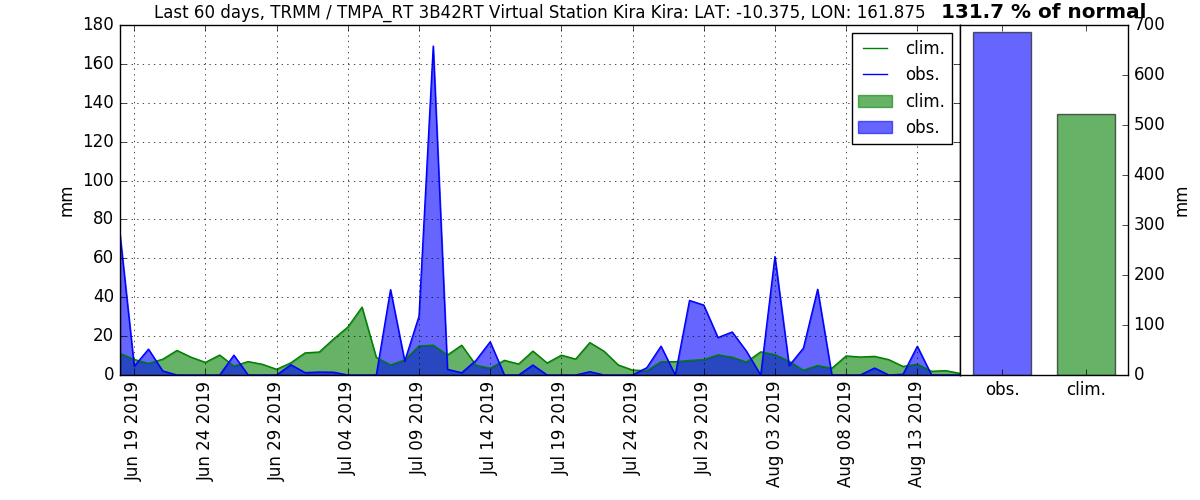 Last 60 days, TRMM / TMPA_RT 3B42RT Virtual Station Kira Kira: LAT: -10.375, LON: 161.875
131.7 % of normal
180
160
140
120
100
80
60
40
20
0
mm
clim.
obs.
clim.
obs.
Jun 19 2019
Jun 24 2019
Jun 29 2019
Jul 04 2019
Jul 09 2019
Jul 14 2019
Jul 19 2019
Jul 24 2019
Jul 29 2019
Aug 03 2019
Aug 08 2019
Aug 13 2019
700
600
500
400
300
200
100
0
mm
obs.
clim.